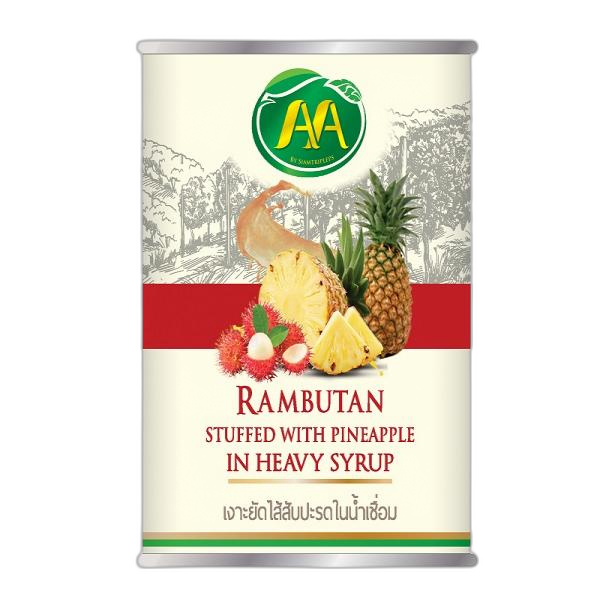 AA
BY SIAMTRIPLEPS
RAMBUTAN
STUFFED WITH PINEAPPLE
IN HEAVY SYRUP
เงาะยัดไส้สับปะรดในน้ำเชื่อม